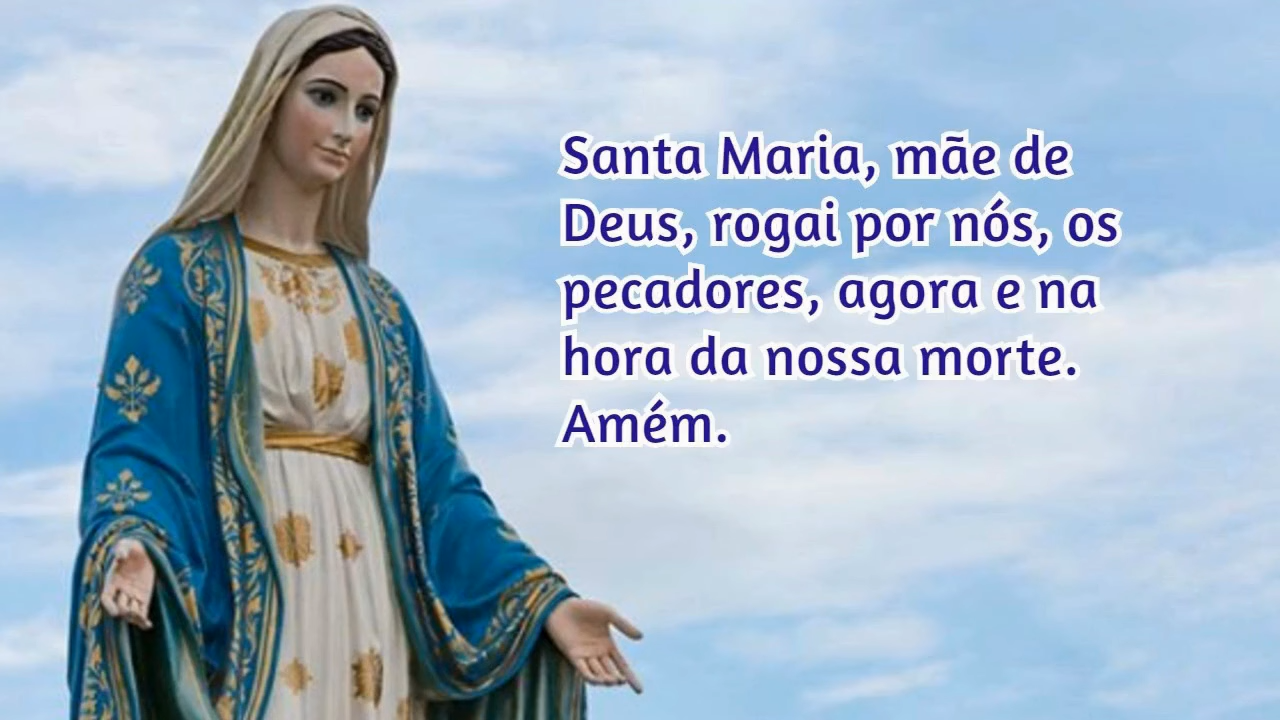 Santa Maria, mãe de
Deus, rogai por nós, os
pecadores, agora e na
hora da nossa morte.
Amém.